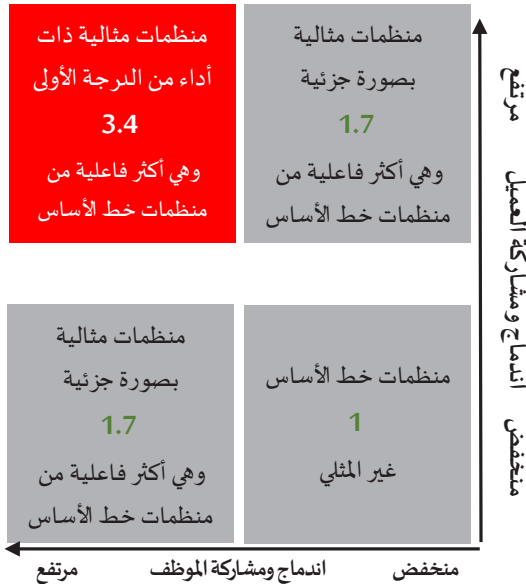 منظمات مثالية
بصورة جزئية
1.7
وهي أكثر فاعلية من
منظمات خط الأساس
منظمات مثالية ذات
أداء من الدرجة الأولى
3.4
وهي أكثر فاعلية من
منظمات خط الأساس
منظمات خط الأساس
1
غير المثلي
منظمات مثالية
بصورة جزئية
1.7
وهي أكثر فاعلية من
منظمات خط الأساس
مرتفع اندماج ومشاركة العميل منخفض
منخفض اندماج ومشاركة الموظف مرتفع